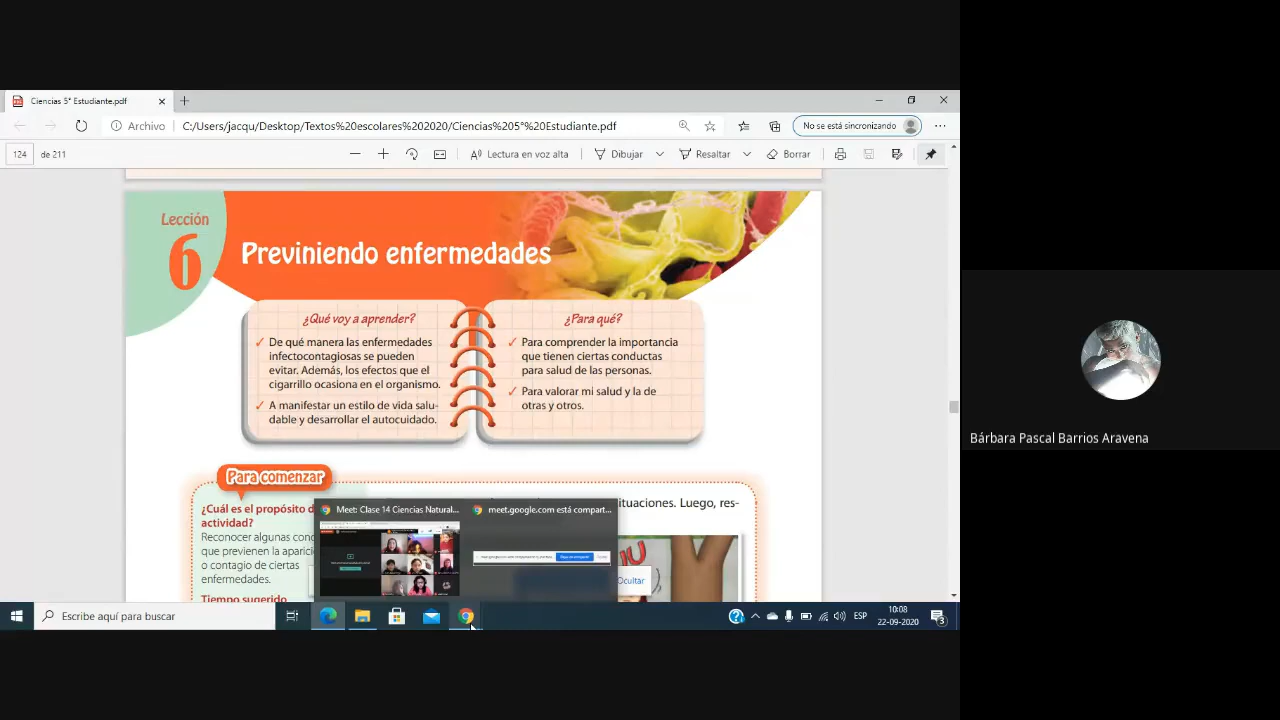 Ciencias 5° Estudiante.pdf
Archivo
C:/Users/jacqu/Desktop/Textos%20escolares%202020/Ciencias%205°%20Estudiante.pdf
No se está sincronizando
124 de 211
Lectura en voz alta
Dibujar
Resaltar
Borrar
Lección
6
Previniendo enfermedades
¿Qué voy a aprender?
✓ De qué manera las enfermedades
infectocontagiosas se pueden
evitar. Además, los efectos que el
cigarrillo ocasiona en el organismo.
✓ A manifestar un estilo de vida salu-
dable y desarrollar el autocuidado.
¿Para qué?
✓ Para comprender la importancia
que tienen ciertas conductas
para salud de las personas.
✓ Para valorar mi salud y la de
otras y otros.
Para comenzar
¿Cuál es el propósito d
actividad?
Reconocer algunas con
que previenen la aparici
o contagio de ciertas
enfermedades.
Tiempo sugerido
ituaciones. Luego, res-
Meet: Clase 14 Ciencias Natural...
meet.google.com está compart...
Ocultar
Escribe aquí para buscar
ESP
10:08
22-09-2020
3
Bárbara Pascal Barrios Aravena